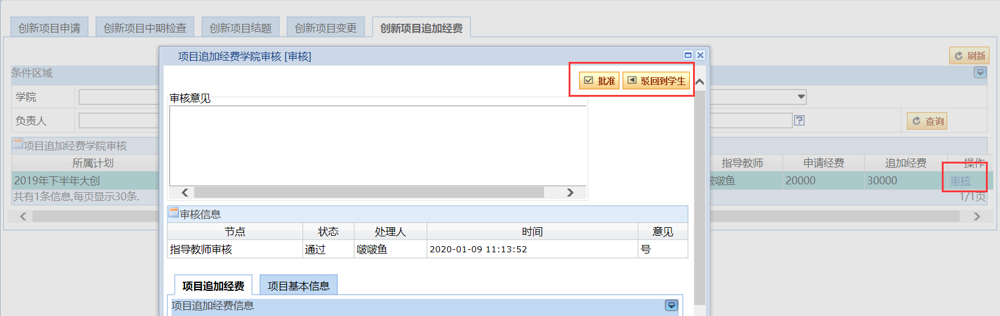 创新项目申请 创新项目中期检查 创新项目结题 创新项目变更 创新项目追加经费
刷新
条件区域
学院
负责人
查询
项目追加经费学院审核
所属计划 指导教师 申请经费 追加经费 操作
2019年下半年大创 啵啵鱼 20000 30000 审核
共有1条信息,每页显示30条. 1/1页
项目追加经费学院审核 [审核]
批准 驳回到学生
审核意见
审核信息
节点 状态 处理人 时间 意见
指导教师审核 通过 啵啵鱼 2020-01-09 11:13:52 号
项目追加经费 项目基本信息
项目追加经费信息